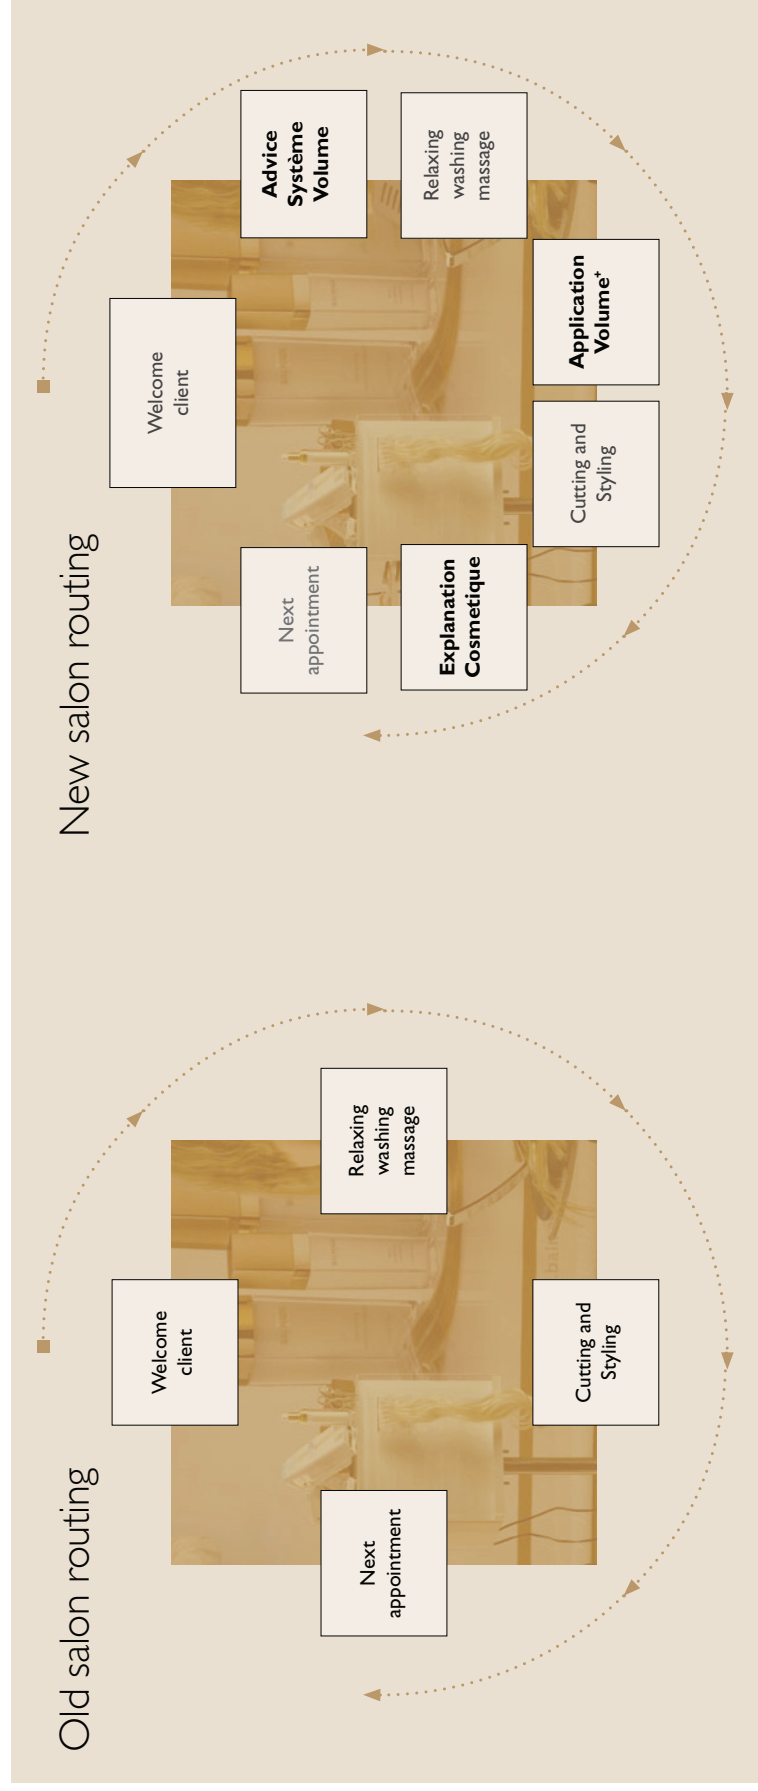 Old salon routing
Welcome
client
Relaxing
washing
massage
Cutting and
Styling
Next
appointment
New salon routing
Welcome
client
Advice
Système
Volume
Relaxing
washing
massage
Application
Volume⁺
Cutting and
Styling
Explanation
Cosmetique
Next
appointment